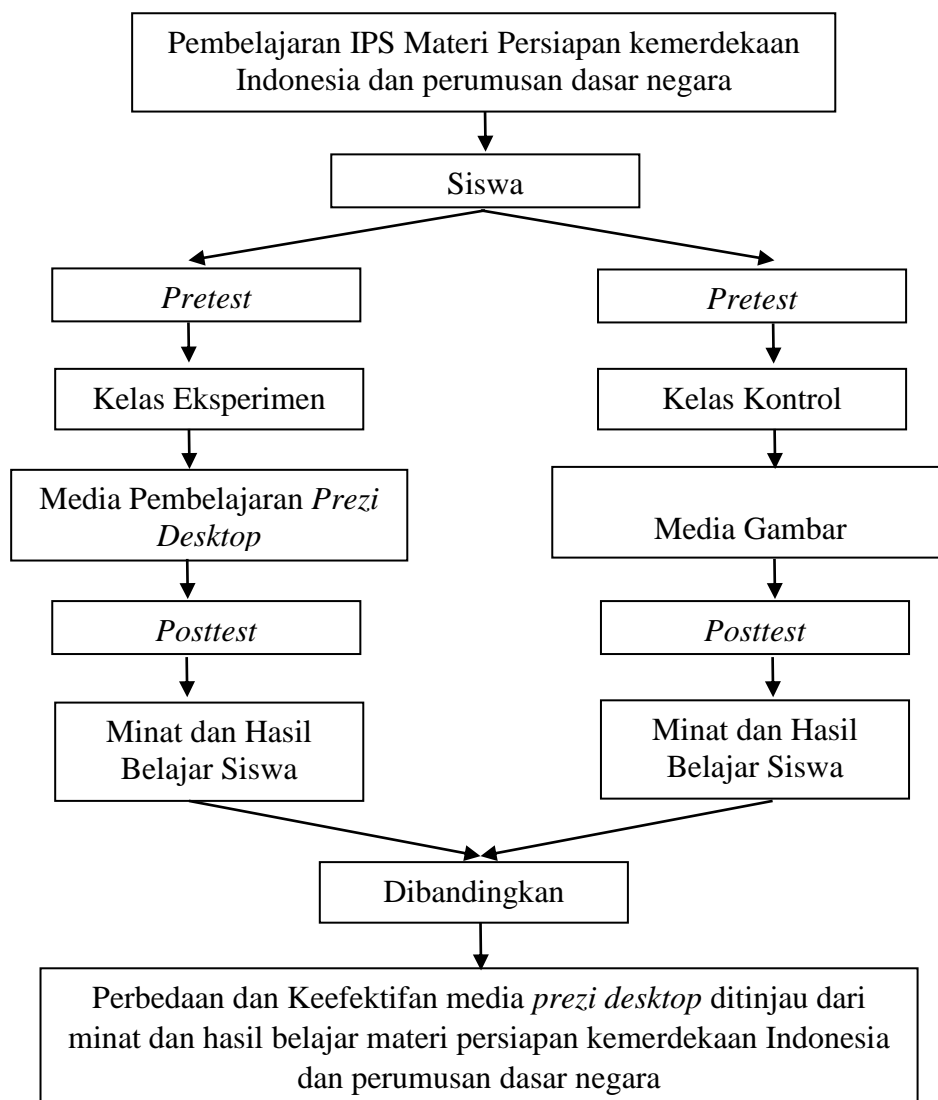 Pembelajaran IPS Materi Persiapan kemerdekaan
Indonesia dan perumusan dasar negara
Siswa
Pretest
Pretest
Kelas Eksperimen
Kelas Kontrol
Media Pembelajaran Prezi
Desktop
Media Gambar
Posttest
Posttest
Minat dan Hasil
Belajar Siswa
Minat dan Hasil
Belajar Siswa
Dibandingkan
Perbedaan dan Keefektifan media prezi desktop ditinjau dari
minat dan hasil belajar materi persiapan kemerdekaan Indonesia
dan perumusan dasar negara